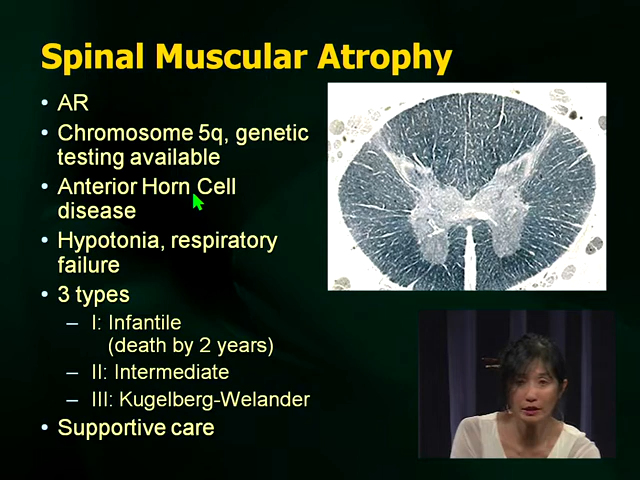 Spinal Muscular Atrophy
• AR
• Chromosome 5q, genetic
testing available
• Anterior Horn Cell
disease
• Hypotonia, respiratory
failure
• 3 types
– I: Infantile
(death by 2 years)
– II: Intermediate
– III: Kugelberg-Welander
• Supportive care